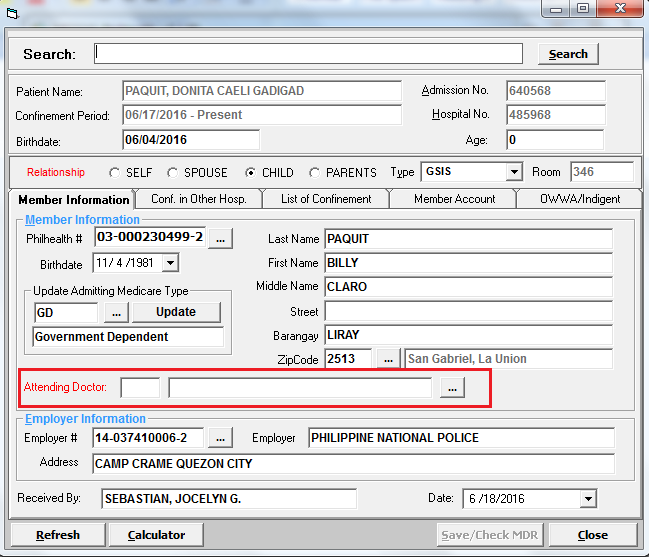 Search: Search
Patient Name: PAQUIT, DONITA CAELI GADIGAD Admission No. 640568
Confinement Period: 06/17/2016 - Present Hospital No. 485968
Birthdate: 06/04/2016 Age: 0
Relationship SELF SPOUSE CHILD PARENTS Type GSIS Room 346
Member Information Conf. in Other Hosp. List of Confinement Member Account OWWA/Indigent
Member Information
Philhealth # 03-000230499-2 ... Last Name PAQUIT
Birthdate 11/ 4 /1981 First Name BILLY
Middle Name CLARO
Update Admitting Medicare Type
GD ... Update Street
Government Dependent Barangay LIRAY
ZipCode 2513 ... San Gabriel, La Union
Attending Doctor: ...
Employer Information
Employer # 14-037410006-2 ... Employer PHILIPPINE NATIONAL POLICE
Address CAMP CRAME QUEZON CITY
Received By: SEBASTIAN, JOCELYN G. Date: 6 /18/2016
Refresh Calculator Save/Check MDR Close